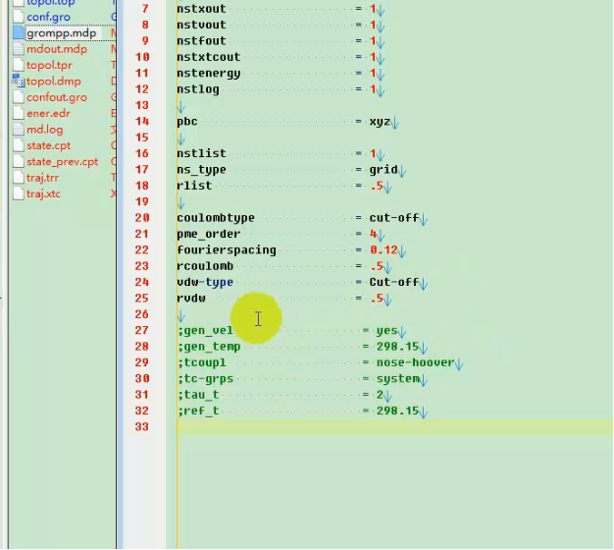 topol.top
conf.gro
grompp.mdp
mdout.mdp
topol.tpr
topol.dmp
confout.gro
ener.edr
md.log
state.cpt
state_prev.cpt
traj.trr
traj.xtc
7 nstxout = 1↓
8 nstvout = 1↓
9 nstfout = 1↓
10 nstxtcout = 1↓
11 nstenergy = 1↓
12 nstlog = 1↓
13 ↓
14 pbc = xyz↓
15 ↓
16 nstlist = 1↓
17 ns_type = grid↓
18 rlist = .5↓
19 ↓
20 coulombtype = cut-off↓
21 pme_order = 4↓
22 fourierspacing = 0.12↓
23 rcoulomb = .5↓
24 vdw-type = Cut-off↓
25 rvdw = .5↓
26 ↓
27 ;gen_vel = yes↓
28 ;gen_temp = 298.15↓
29 ;tcoupl = nose-hoover↓
30 ;tc-grps = system↓
31 ;tau_t = 2↓
32 ;ref_t = 298.15↓
33